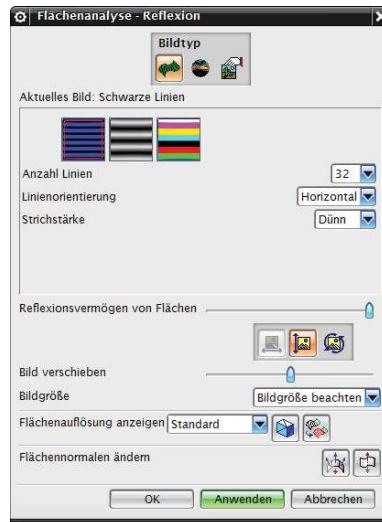 Flächenanalyse - Reflexion
Bildtyp
Aktuelles Bild: Schwarze Linien
Anzahl Linien 32
Linienorientierung Horizontal
Strichstärke Dünn
Reflexionsvermögen von Flächen
Bild verschieben
Bildgröße Bildgröße beachten
Flächenauflösung anzeigen Standard
Flächennormalen ändern
OK Anwenden Abbrechen